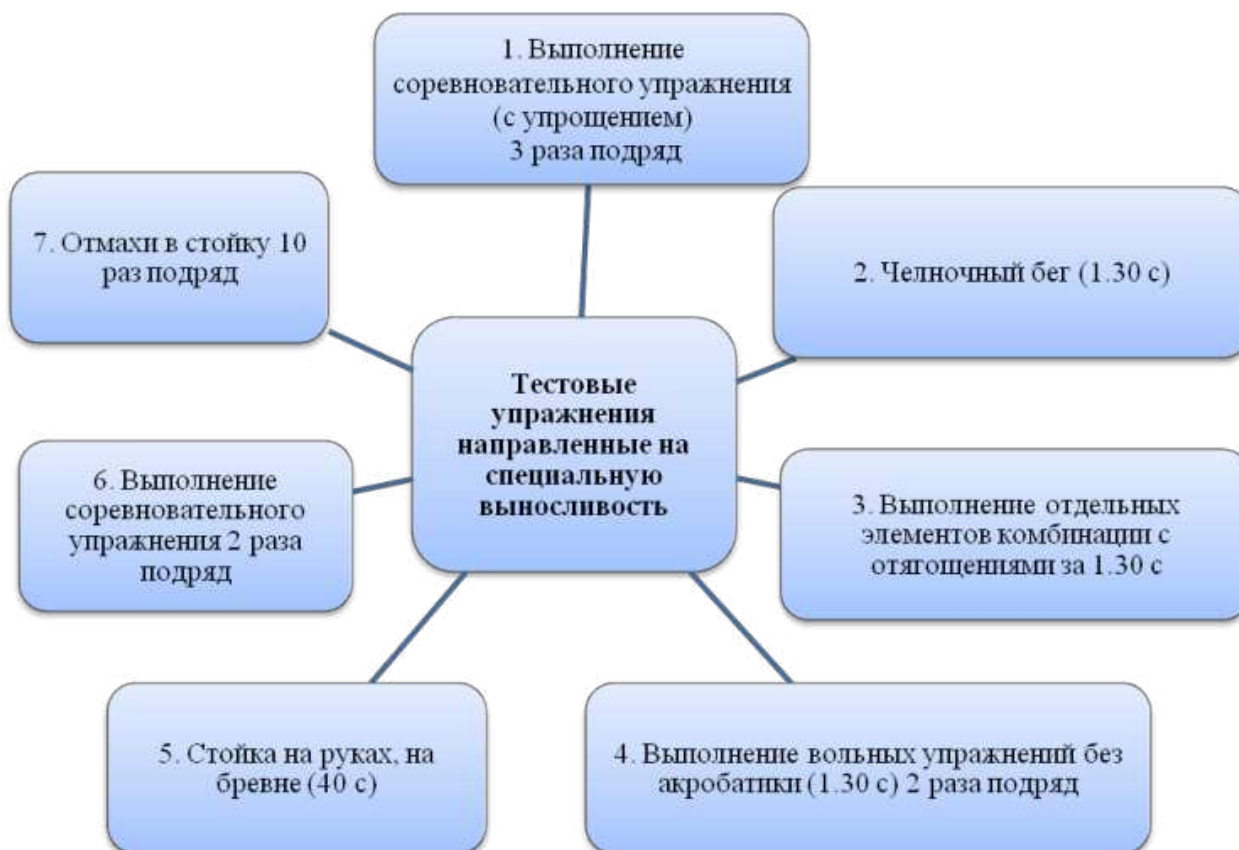 1. Выполнение
соревновательного упражнения
(с упрощением)
3 раза подряд
7. Отмахи в стойку 10
раз подряд
2. Челночный бег (1.30 с)
Тестовые
упражнения
направленные на
специальную
выносливость
6. Выполнение
соревновательного
упражнения 2 раза
подряд
3. Выполнение отдельных
элементов комбинации с
отягощениями за 1.30 с
5. Стойка на руках, на
бревне (40 с)
4. Выполнение вольных упражнений без
акробатики (1.30 с) 2 раза подряд